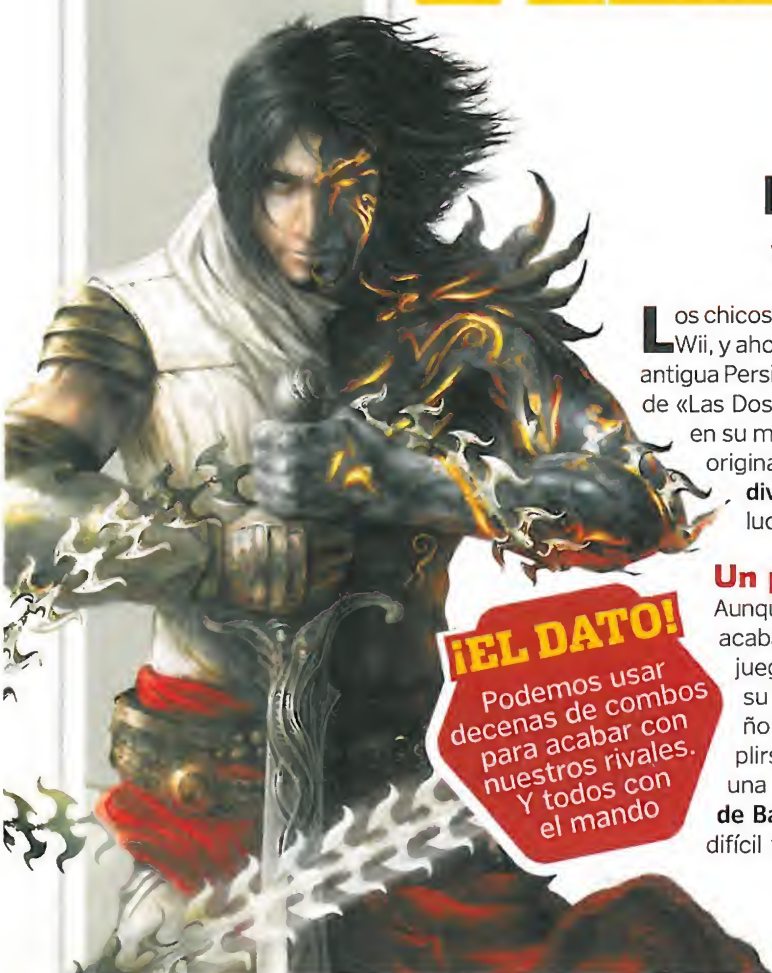 Los chicos
Wii, y aho
antigua Persi
de «Las Dos
en su m
origina
div
luc
Un
Aunqu
acaba
jueg
su
ño
plirs
una
de Ba
difícil
¡EL DATO!
Podemos usar
decenas de combos
para acabar con
nuestros rivales.
Y todos con
el mando